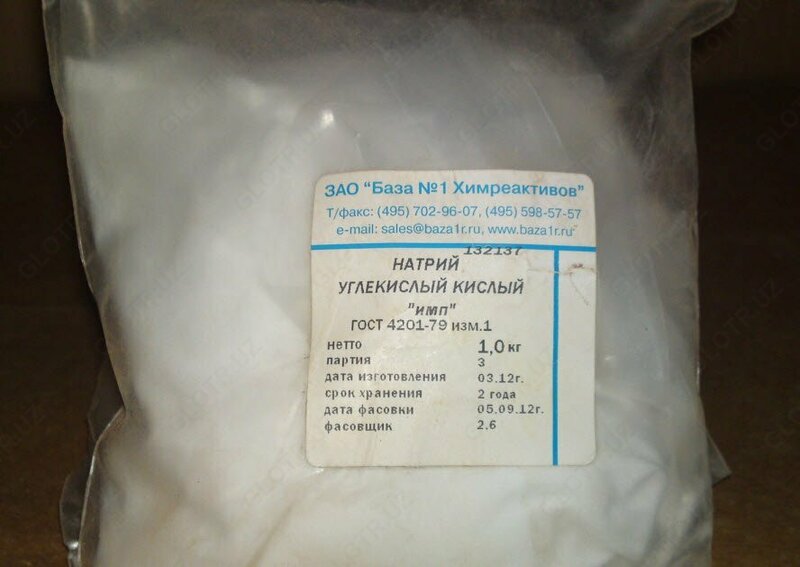 ЗАО "База №1 Химреактивов"
Т/факс: (495) 702-96-07, (495) 598-57-57
e-mail: sales@baza1r.ru, www.baza1r.ru
132137
НАТРИЙ
УГЛЕКИСЛЫЙ КИСЛЫЙ
"имп"
ГОСТ 4201-79 изм.1
нетто 1,0 кг
партия 3
дата изготовления 03.12г.
срок хранения 2 года
дата фасовки 05.09.12г.
фасовщик 2.6
GLOTR.UZ